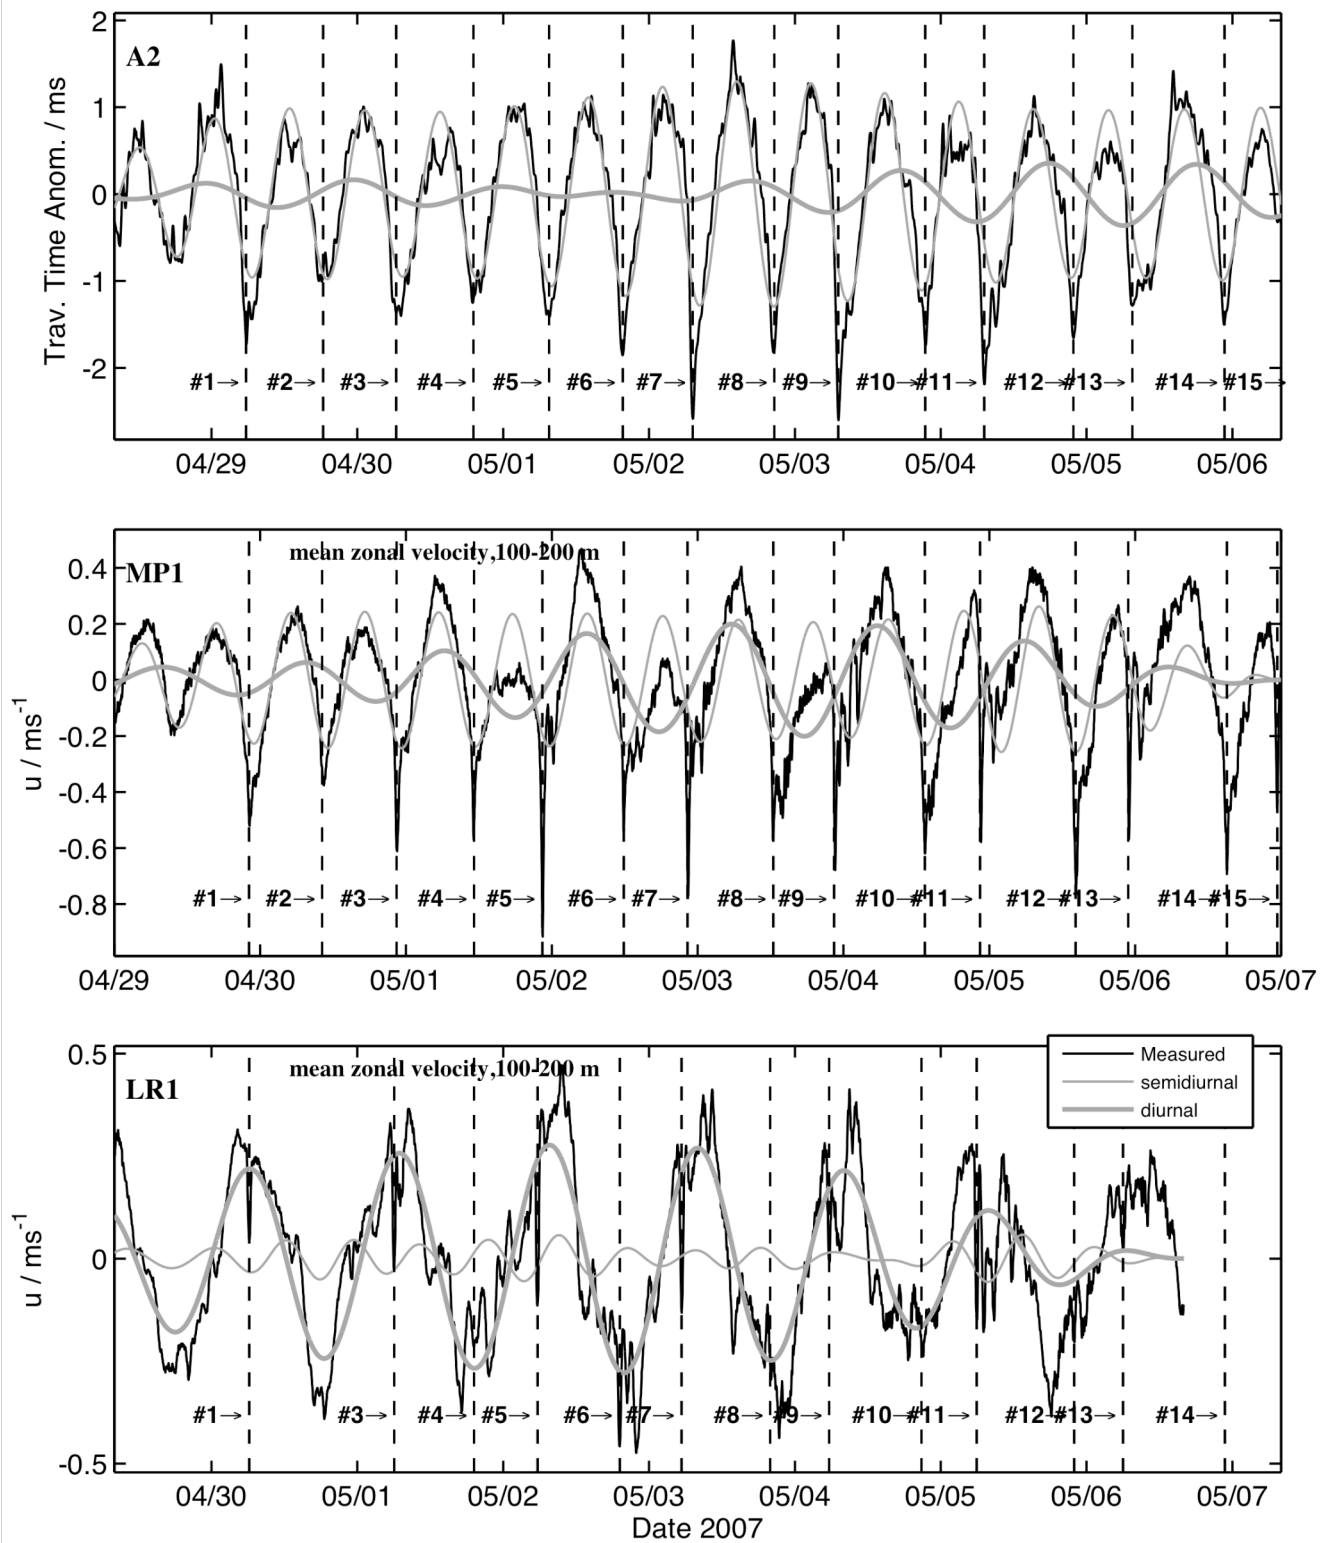 A2
Trav. Time Anom. / ms
2
1
0
-1
-2
#1→ #2→ #3→ #4→ #5→ #6→ #7→ #8→ #9→ #10→ #11→ #12→ #13→ #14→ #15→
04/29 04/30 05/01 05/02 05/03 05/04 05/05 05/06
mean zonal velocity,100-200 m
MP1
u / ms-1
0.4
0.2
0
-0.2
-0.4
-0.6
-0.8
#1→ #2→ #3→ #4→ #5→ #6→ #7→ #8→ #9→ #10→ #11→ #12→ #13→ #14→ #15→
04/29 04/30 05/01 05/02 05/03 05/04 05/05 05/06 05/07
mean zonal velocity,100-200 m
LR1
Measured
semidiurnal
diurnal
u / ms-1
0.5
0
-0.5
#1→ #3→ #4→ #5→ #6→ #7→ #8→ #9→ #10→ #11→ #12→ #13→ #14→
04/30 05/01 05/02 05/03 05/04 05/05 05/06 05/07
Date 2007